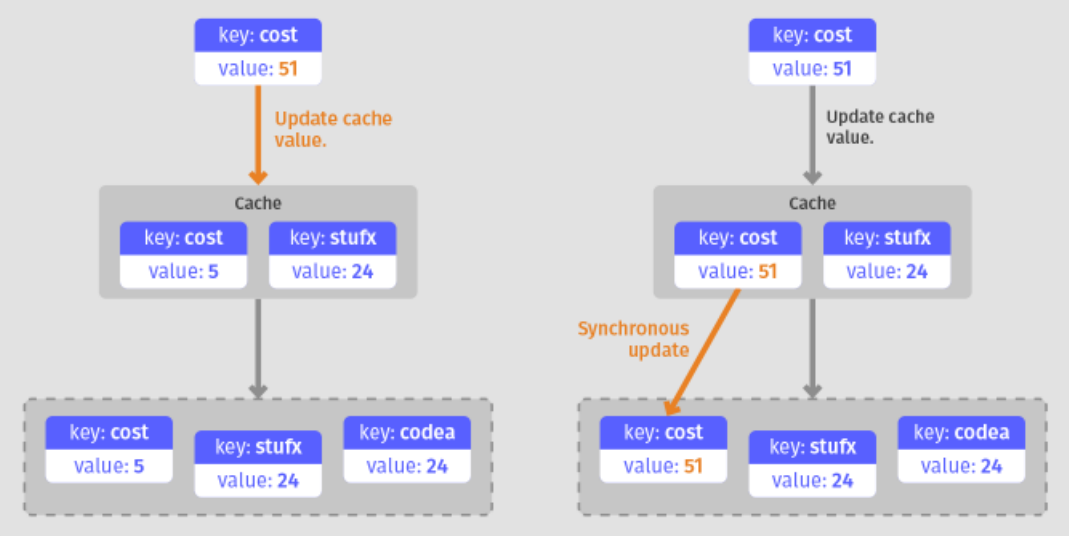 key: cost
value: 51
Update cache
value.
Cache
key: cost
value: 5
key: stufx
value: 24
key: cost
value: 5
key: stufx
value: 24
key: codea
value: 24
key: cost
value: 51
Update cache
value.
Cache
key: cost
value: 51
key: stufx
value: 24
Synchronous
update
key: cost
value: 51
key: stufx
value: 24
key: codea
value: 24